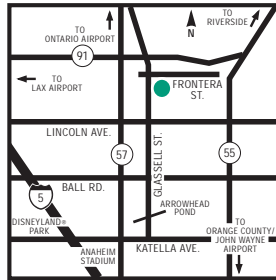 TO
ONTARIO AIRPORT
TO
RIVERSIDE
N
91
TO
LAX AIRPORT
FRONTERA
ST.
LINCOLN AVE.
57
GLASSELL ST.
55
5
BALL RD.
ARROWHEAD
POND
DISNEYLAND®
PARK
TO
ORANGE COUNTY/
JOHN WAYNE
AIRPORT
ANAHEIM
STADIUM
KATELLA AVE.